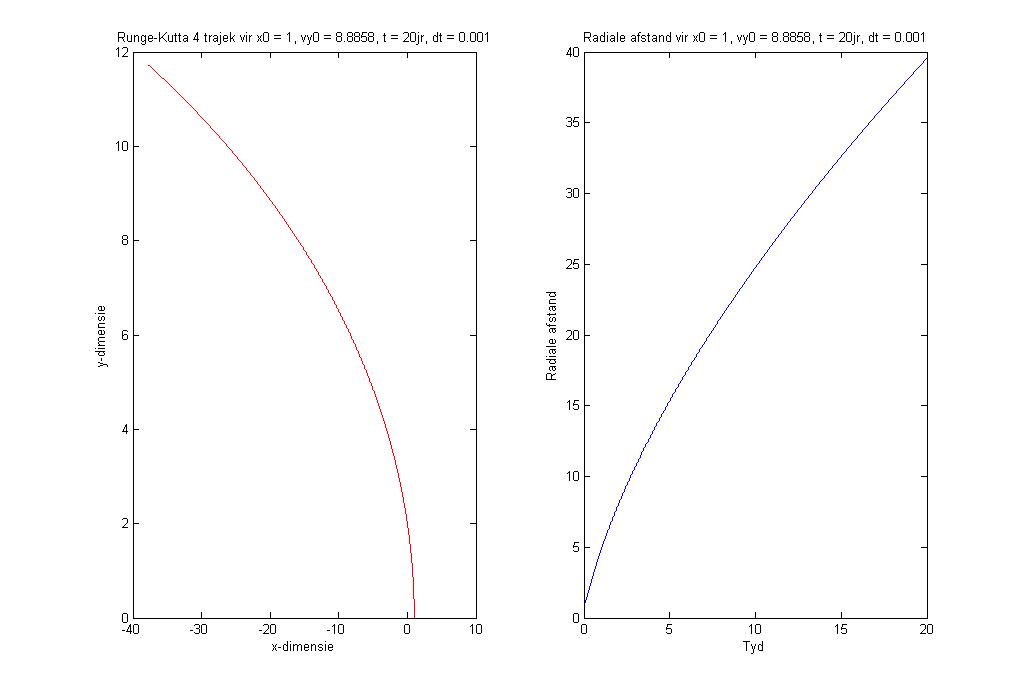 Runge-Kutta 4 trajek vir x0 = 1, vy0 = 8.8858, t = 20jr, dt = 0.001
12
10
8
6
4
2
0
y-dimensie
-40 -30 -20 -10 0 10
x-dimensie
Radiale afstand vir x0 = 1, vy0 = 8.8858, t = 20jr, dt = 0.001
40
35
30
25
20
15
10
5
0
Radiale afstand
0 5 10 15 20
Tyd